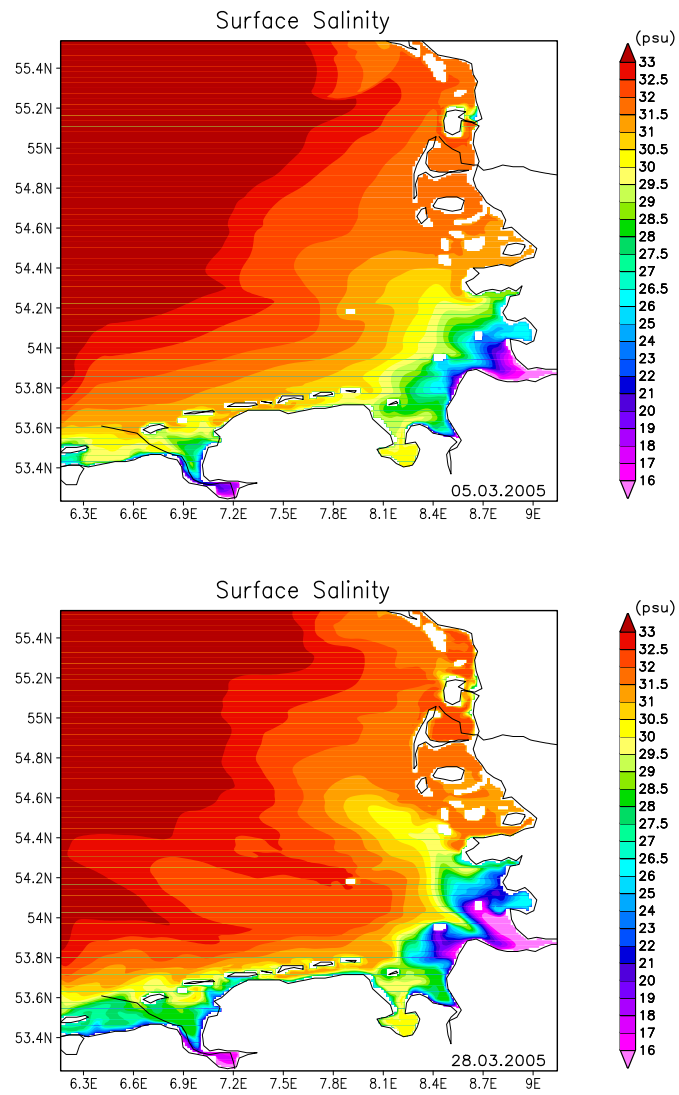 Surface Salinity
(psu)
33
32.5
32
31.5
31
30.5
30
29.5
29
28.5
28
27.5
27
26.5
26
25
24
23
22
21
20
19
18
17
16
55.4N
55.2N
55N
54.8N
54.6N
54.4N
54.2N
54N
53.8N
53.6N
53.4N
05.03.2005
6.3E 6.6E 6.9E 7.2E 7.5E 7.8E 8.1E 8.4E 8.7E 9E
Surface Salinity
(psu)
33
32.5
32
31.5
31
30.5
30
29.5
29
28.5
28
27.5
27
26.5
26
25
24
23
22
21
20
19
18
17
16
55.4N
55.2N
55N
54.8N
54.6N
54.4N
54.2N
54N
53.8N
53.6N
53.4N
28.03.2005
6.3E 6.6E 6.9E 7.2E 7.5E 7.8E 8.1E 8.4E 8.7E 9E